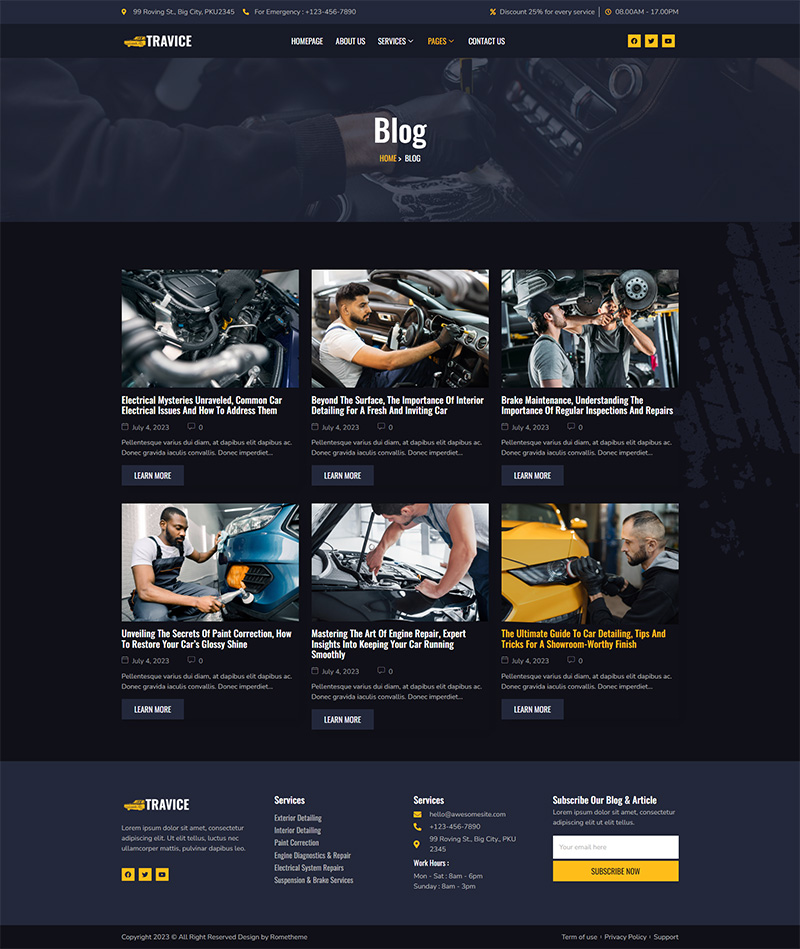 99 Roving St., Big City, PKU2345 For Emergency : +123-456-7890 Discount 25% for every service 08.00AM - 17.00PM
TRAVICE HOMEPAGE ABOUT US SERVICES PAGES CONTACT US
Blog
HOME > BLOG
Electrical Mysteries Unraveled, Common Car
Electrical Issues And How To Address Them
July 4, 2023 0
Pellentesque varius dui diam, at dapibus elit dapibus ac.
Donec gravida iaculis convallis. Donec imperdiet...
LEARN MORE
Beyond The Surface, The Importance Of Interior
Detailing For A Fresh And Inviting Car
July 4, 2023 0
Pellentesque varius dui diam, at dapibus elit dapibus ac.
Donec gravida iaculis convallis. Donec imperdiet...
LEARN MORE
Brake Maintenance, Understanding The
Importance Of Regular Inspections And Repairs
July 4, 2023 0
Pellentesque varius dui diam, at dapibus elit dapibus ac.
Donec gravida iaculis convallis. Donec imperdiet...
LEARN MORE
Unveiling The Secrets Of Paint Correction, How
To Restore Your Car's Glossy Shine
July 4, 2023 0
Pellentesque varius dui diam, at dapibus elit dapibus ac.
Donec gravida iaculis convallis. Donec imperdiet...
LEARN MORE
Mastering The Art Of Engine Repair, Expert
Insights Into Keeping Your Car Running
Smoothly
July 4, 2023 0
Pellentesque varius dui diam, at dapibus elit dapibus ac.
Donec gravida iaculis convallis. Donec imperdiet...
LEARN MORE
The Ultimate Guide To Car Detailing, Tips And
Tricks For A Showroom-Worthy Finish
July 4, 2023 0
Pellentesque varius dui diam, at dapibus elit dapibus ac.
Donec gravida iaculis convallis. Donec imperdiet...
LEARN MORE
TRAVICE
Lorem ipsum dolor sit amet, consectetur
adipiscing elit. Ut elit tellus, luctus nec
ullamcorper mattis, pulvinar dapibus leo.
Services
Exterior Detailing
Interior Detailing
Paint Correction
Engine Diagnostics & Repair
Electrical System Repairs
Suspension & Brake Services
Services
hello@awesomesite.com
+123-456-7890
99 Roving St., Big City., PKU
2345
Work Hours :
Mon - Sat : 8am - 6pm
Sunday : 8am - 3pm
Subscribe Our Blog & Article
Lorem ipsum dolor sit amet, consectetur
adipiscing elit ut elit tellus.
Your email here
SUBSCRIBE NOW
Copyright 2023 © All Right Reserved Design by Rometheme
Term of use Privacy Policy Support